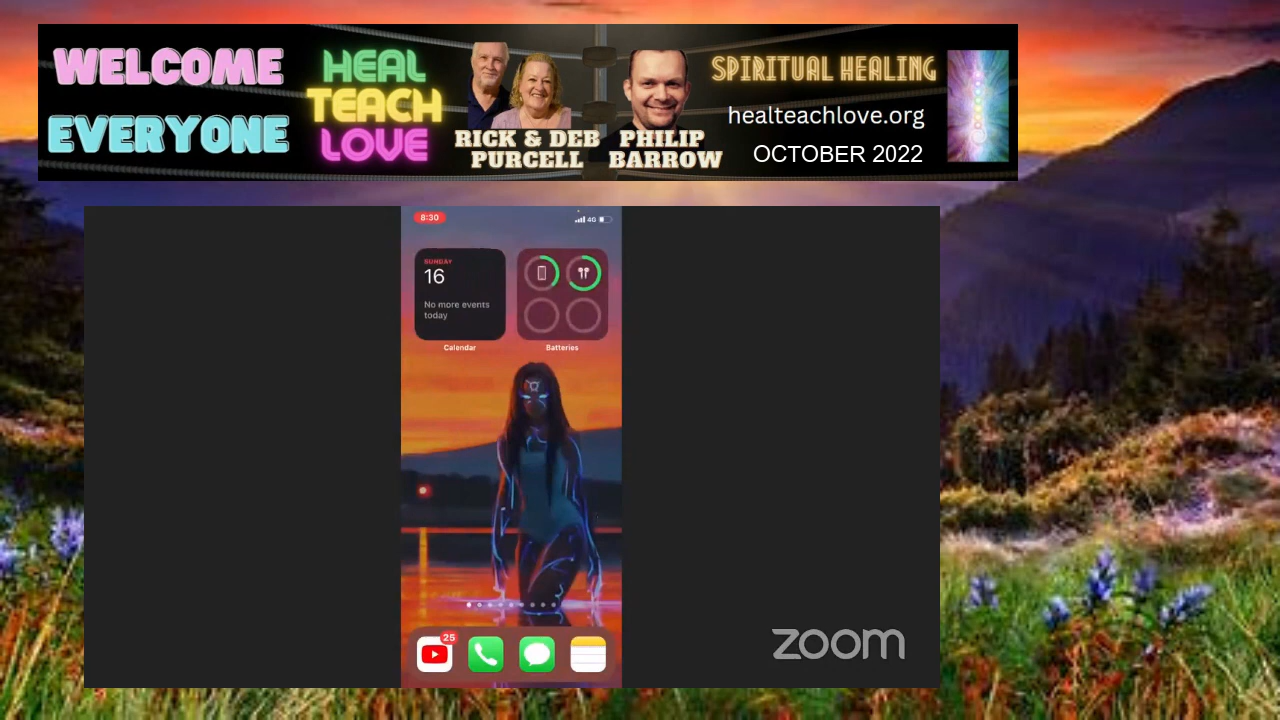 WELCOME
EVERYONE
HEAL
TEACH
LOVE
RICK & DEB
PURCELL
PHILIP
BARROW
SPIRITUAL HEALING
healteachlove.org
OCTOBER 2022
8:30
4G
SUNDAY
16
No more events
today
Calendar
Batteries
25
zoom